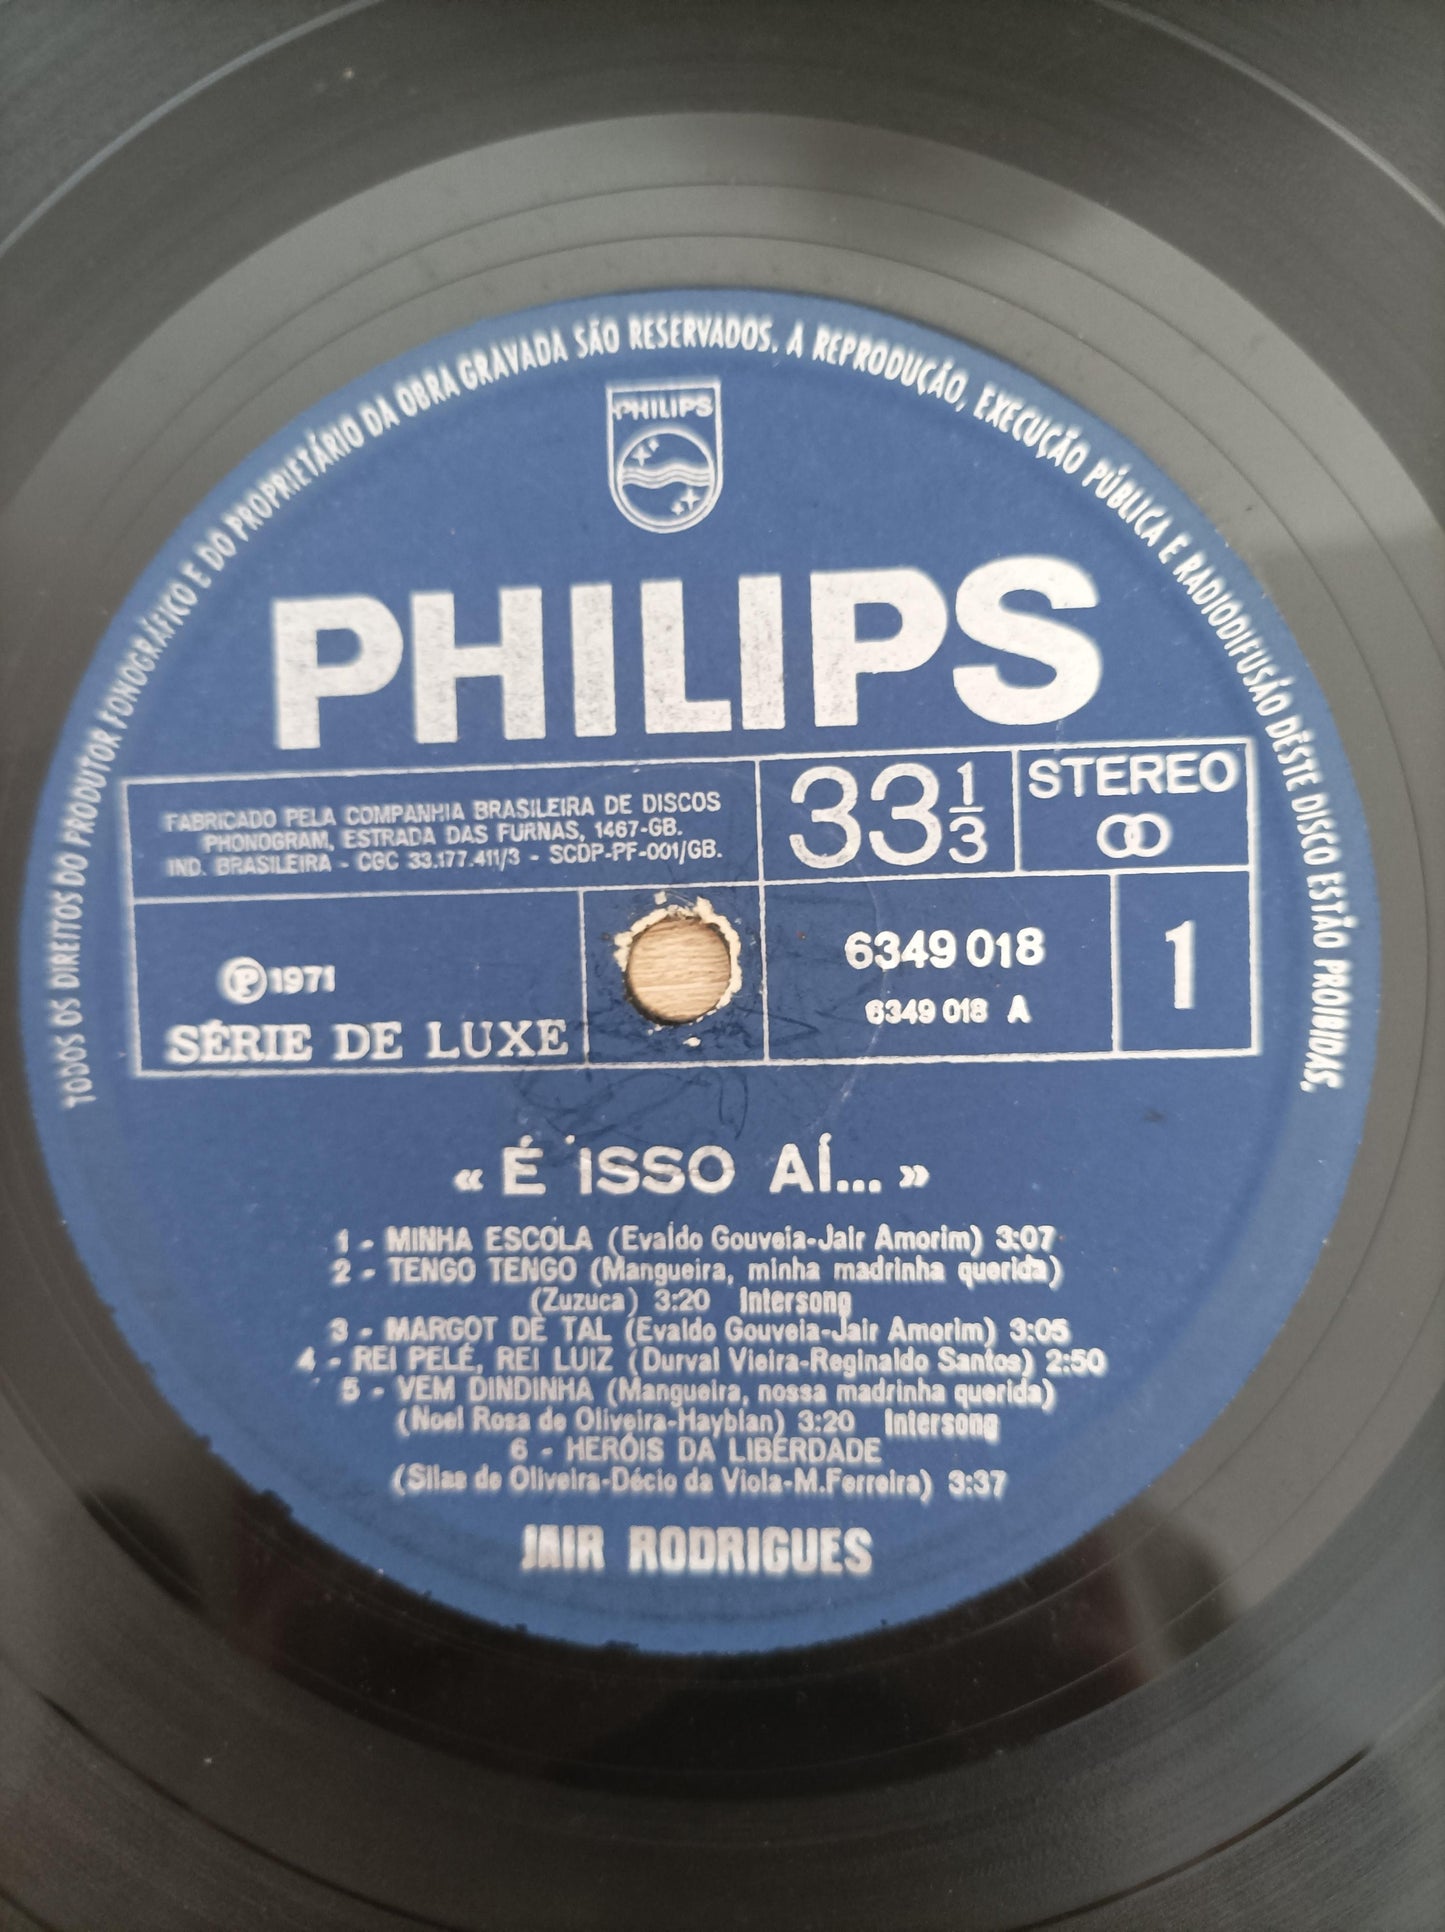 TODOS OS DIREITOS DO PRODUTOR FONOGRÁFICO E DO PROPRIETÁRIO DA OBRA GRAVADA SÃO RESERVADOS. A REPRODUÇÃO, EXECUÇÃO PÚBLICA E RADIODIFUSÃO DÊSTE DISCO ESTÃO PROIBIDAS.
PHILIPS
PHILIPS
FABRICADO PELA COMPANHIA BRASILEIRA DE DISCOS
PHONOGRAM, ESTRADA DAS FURNAS, 1467-GB.
IND. BRASILEIRA - CGC 33.177.411/3 - SCDP-PF-001/GB.
33 1/3
STEREO
℗ 1971
SÉRIE DE LUXE
6349 018
6349 018 A
1
« É ISSO AÍ... »
1 - MINHA ESCOLA (Evaldo Gouveia-Jair Amorim) 3:07
2 - TENGO TENGO (Mangueira, minha madrinha querida)
(Zuzuca) 3:20 Intersong
3 - MARGOT DE TAL (Evaldo Gouveia-Jair Amorim) 3:05
4 - REI PELÉ, REI LUIZ (Durval Vieira-Reginaldo Santos) 2:50
5 - VEM DINDINHA (Mangueira, nossa madrinha querida)
(Noel Rosa de Oliveira-Hayblan) 3:20 Intersong
6 - HERÓIS DA LIBERDADE
(Silas de Oliveira-Décio da Viola-M.Ferreira) 3:37
JAIR RODRIGUES